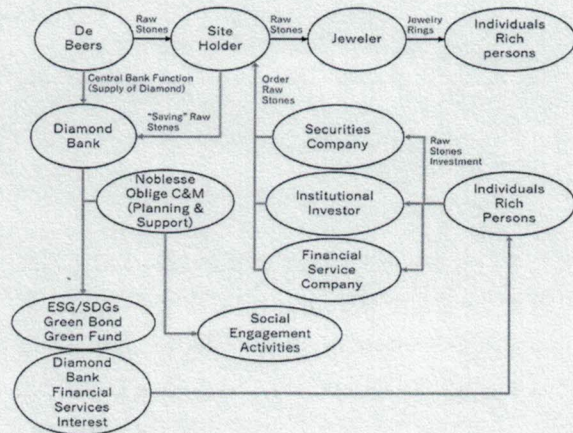 De
Beers
Raw
Stones
Site
Holder
Raw
Stones
Jeweler
Jewelry
Rings
Individuals
Rich
persons
Central Bank Function
(Supply of Diamond)
"Saving" Raw
Stones
Order
Raw
Stones
Diamond
Bank
Securities
Company
Raw
Stones
Investment
Noblesse
Oblige C&M
(Planning &
Support)
Institutional
Investor
Individuals
Rich
Persons
Financial
Service
Company
ESG/SDGs
Green Bond
Green Fund
Social
Engagement
Activities
Diamond
Bank
Financial
Services
Interest